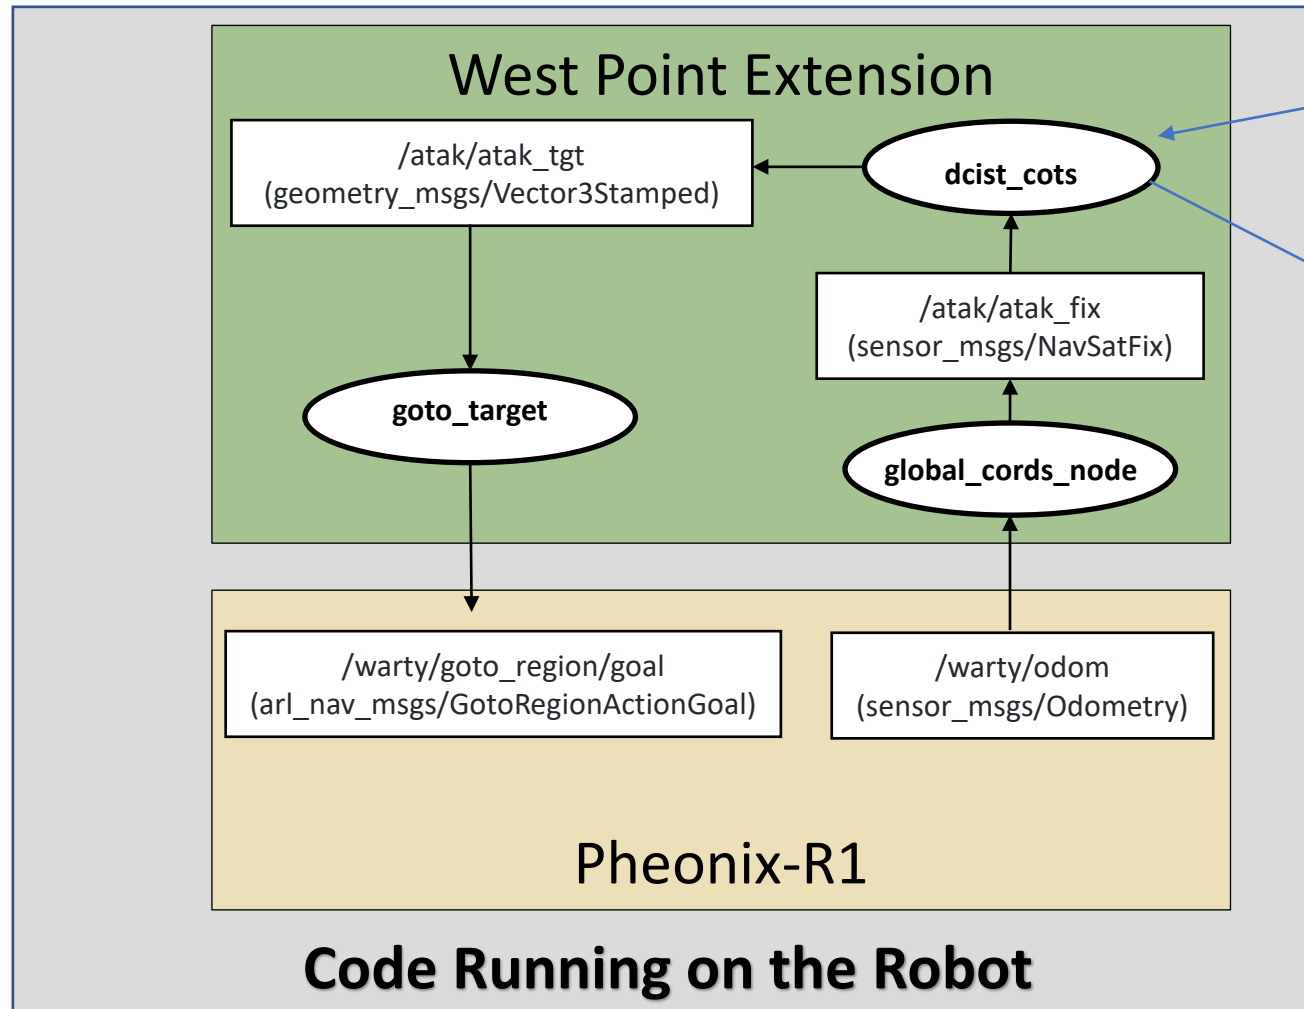 West Point Extension
/atak/atak_tgt
(geometry_msgs/Vector3Stamped)
dcist_cots
/atak/atak_fix
(sensor_msgs/NavSatFix)
goto_target
global_cords_node
/warty/goto_region/goal
(arl_nav_msgs/GotoRegionActionGoal)
/warty/odom
(sensor_msgs/Odometry)
Pheonix-R1
Code Running on the Robot